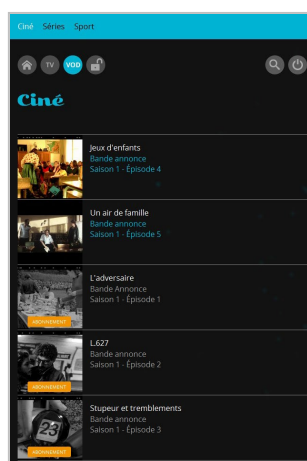 Ciné Séries Sport
TV VOD
Ciné
Jeux d'enfants
Bande annonce
Saison 1 - Épisode 4
Un air de famille
Bande annonce
Saison 1 - Épisode 5
L'adversaire
Bande Annonce
Saison 1 - Épisode 1
ABONNEMENT
L.627
Bande annonce
Saison 1 - Épisode 2
ABONNEMENT
Stupeur et tremblements
Bande annonce
Saison 1 - Épisode 3
23
ABONNEMENT